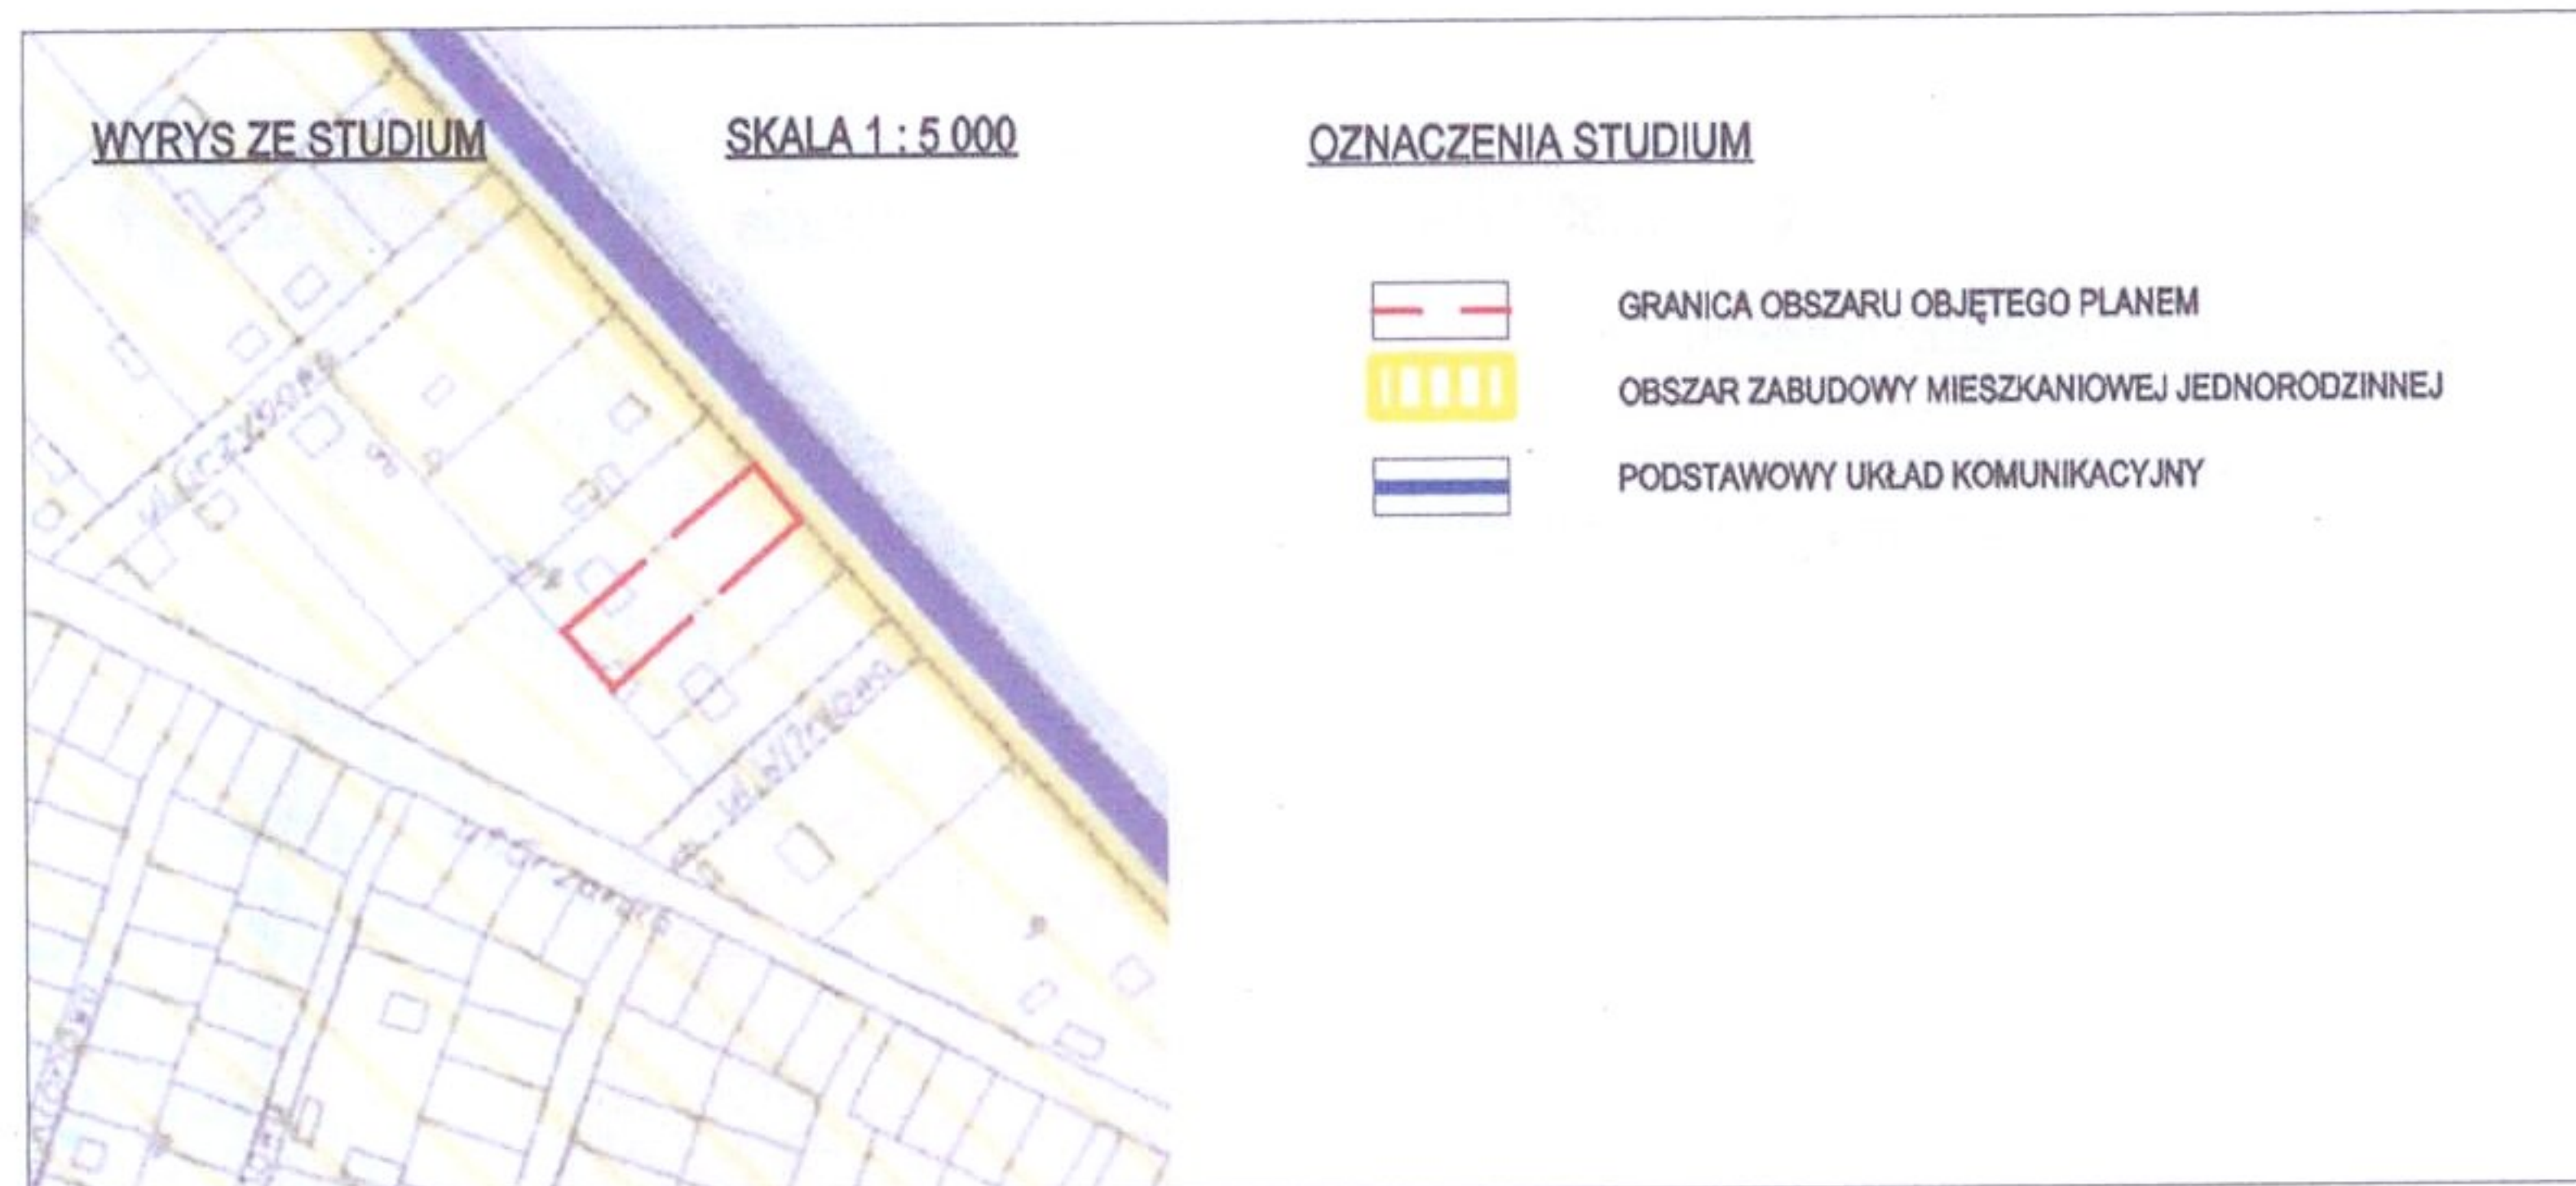 WYRYS ZE STUDIUM
SKALA 1 : 5 000
OZNACZENIA STUDIUM
GRANICA OBSZARU OBJĘTEGO PLANEM
OBSZAR ZABUDOWY MIESZKANIOWEJ JEDNORODZINNEJ
PODSTAWOWY UKŁAD KOMUNIKACYJNY